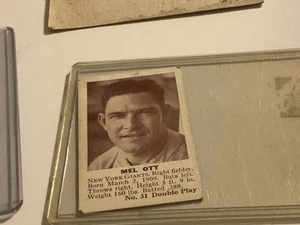 MEL OTT
NEW YORK GIANTS. Right fielder.
Born March 2, 1909. Bats left.
Throws right. Height 5 ft. 9 in.
Weight 160 lbs. Batted .289.
No. 31 Double Play